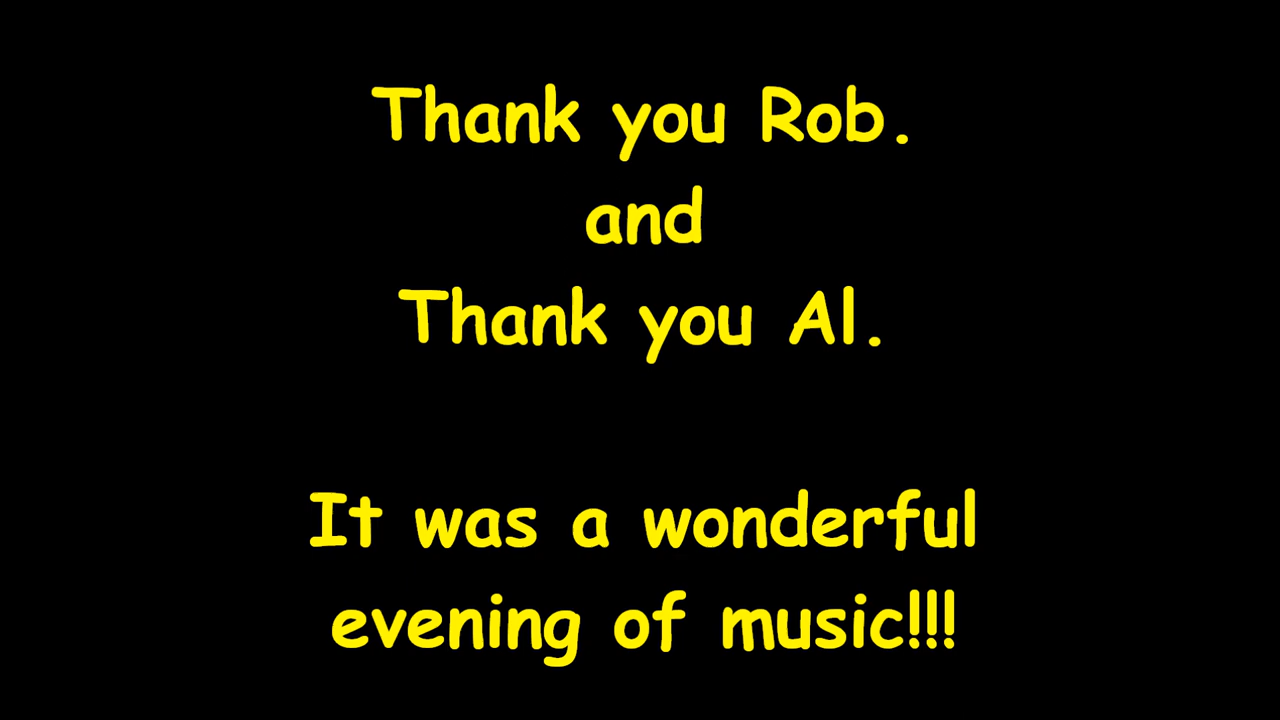 Thank you Rob.
and
Thank you Al.
It was a wonderful
evening of music!!!